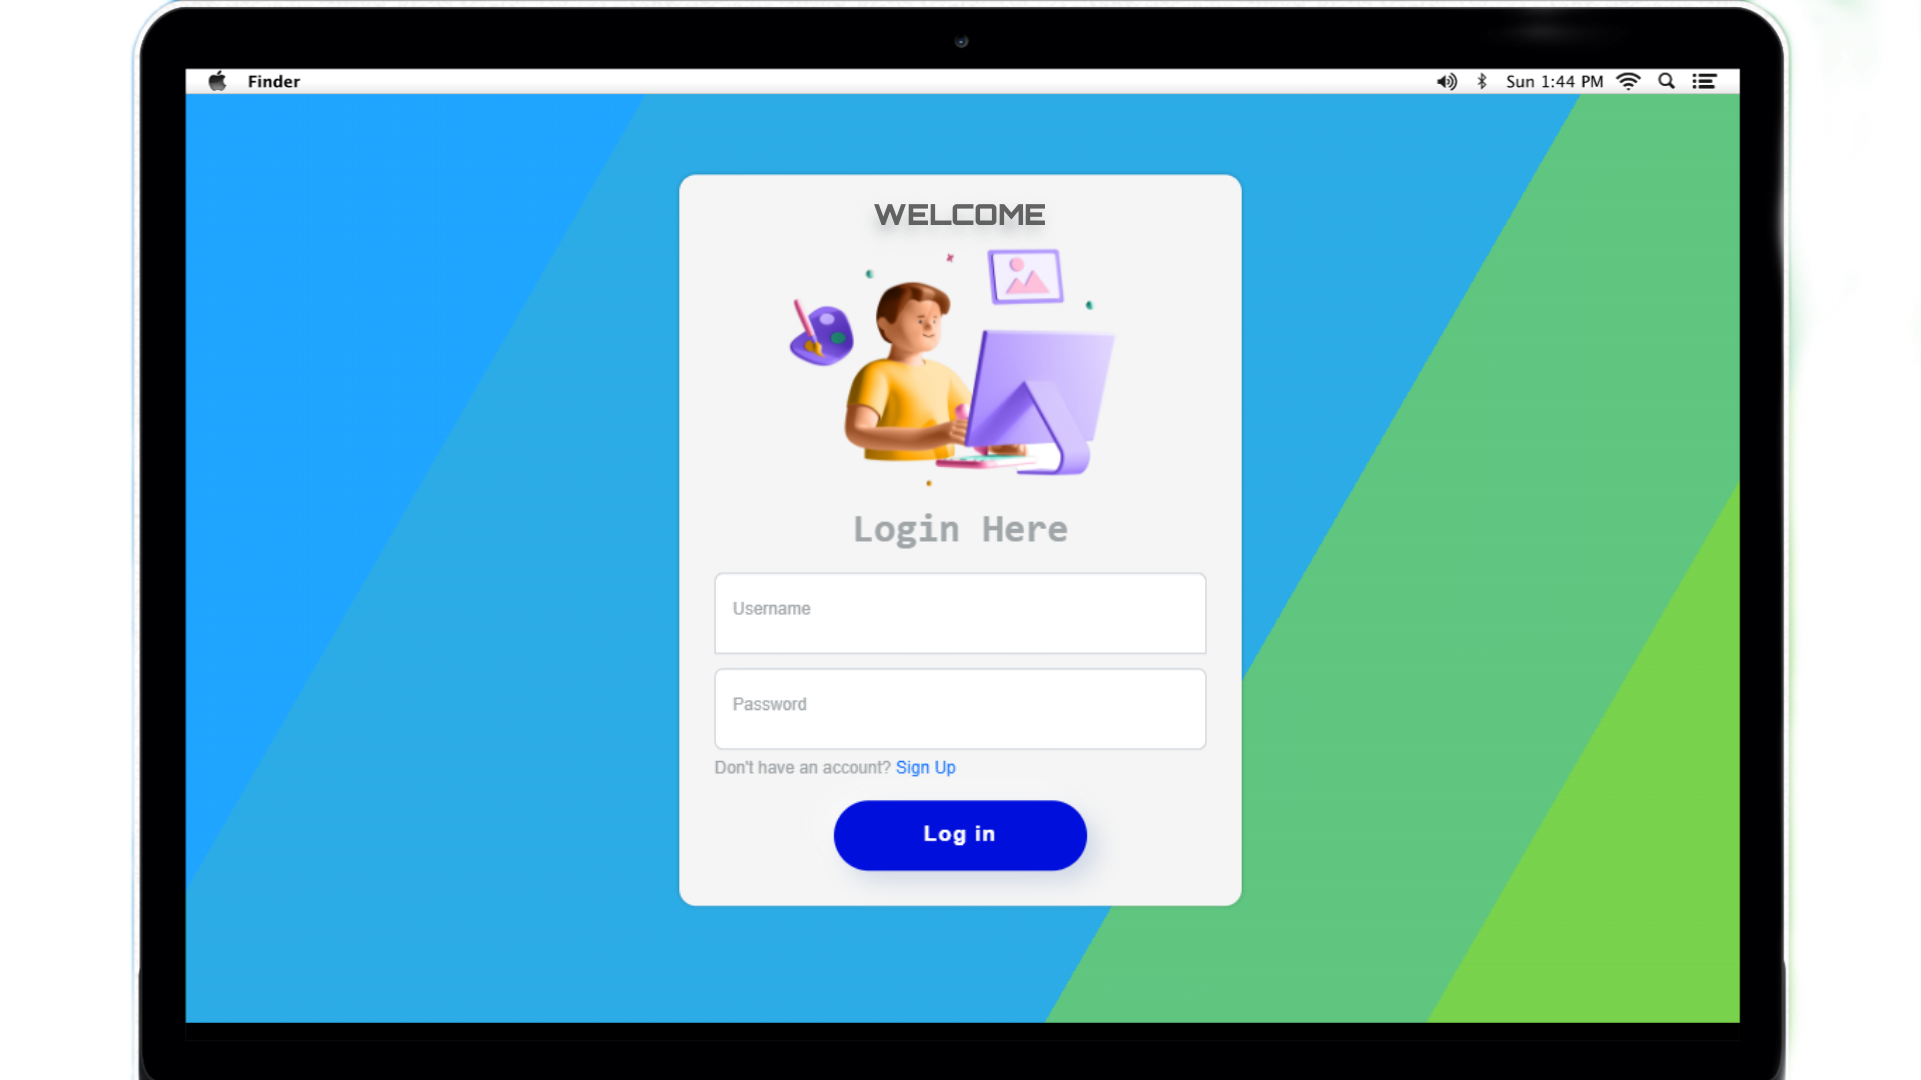 Finder
Sun 1:44 PM
WELCOME
Login Here
Username
Password
Don't have an account? Sign Up
Log in